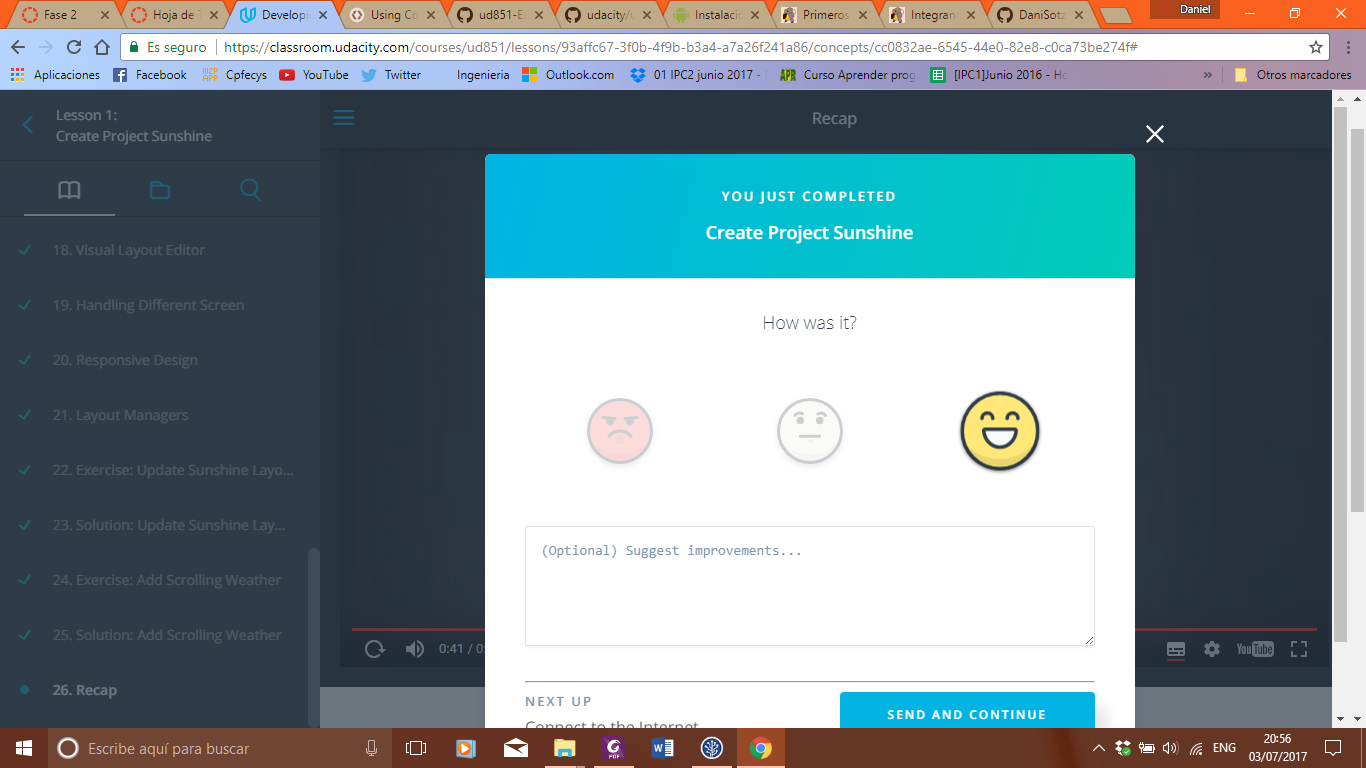 Fase 2
Hoja de T
Developi
Using Co
ud851-E
udacity/u
Instalació
Primeros
Integran
DaniSotz
Daniel
Es seguro
https://classroom.udacity.com/courses/ud851/lessons/93affc67-3f0b-4f9b-b3a4-a7a26f241a86/concepts/cc0832ae-6545-44e0-82e8-c0ca73be274f#
Aplicaciones
Facebook
Cpfecys
YouTube
Twitter
Ingenieria
Outlook.com
01 IPC2 junio 2017 -
Curso Aprender prog
[IPC1]Junio 2016 - Ho
»
Otros marcadores
Lesson 1:
Create Project Sunshine
Recap
18. Visual Layout Editor
19. Handling Different Screen
20. Responsive Design
21. Layout Managers
22. Exercise: Update Sunshine Layo...
23. Solution: Update Sunshine Lay...
24. Exercise: Add Scrolling Weather
25. Solution: Add Scrolling Weather
26. Recap
YOU JUST COMPLETED
Create Project Sunshine
How was it?
(Optional) Suggest improvements...
0:41 / 0:
YouTube
NEXT UP
Connect to the Internet
SEND AND CONTINUE
Escribe aquí para buscar
ENG
20:56
03/07/2017